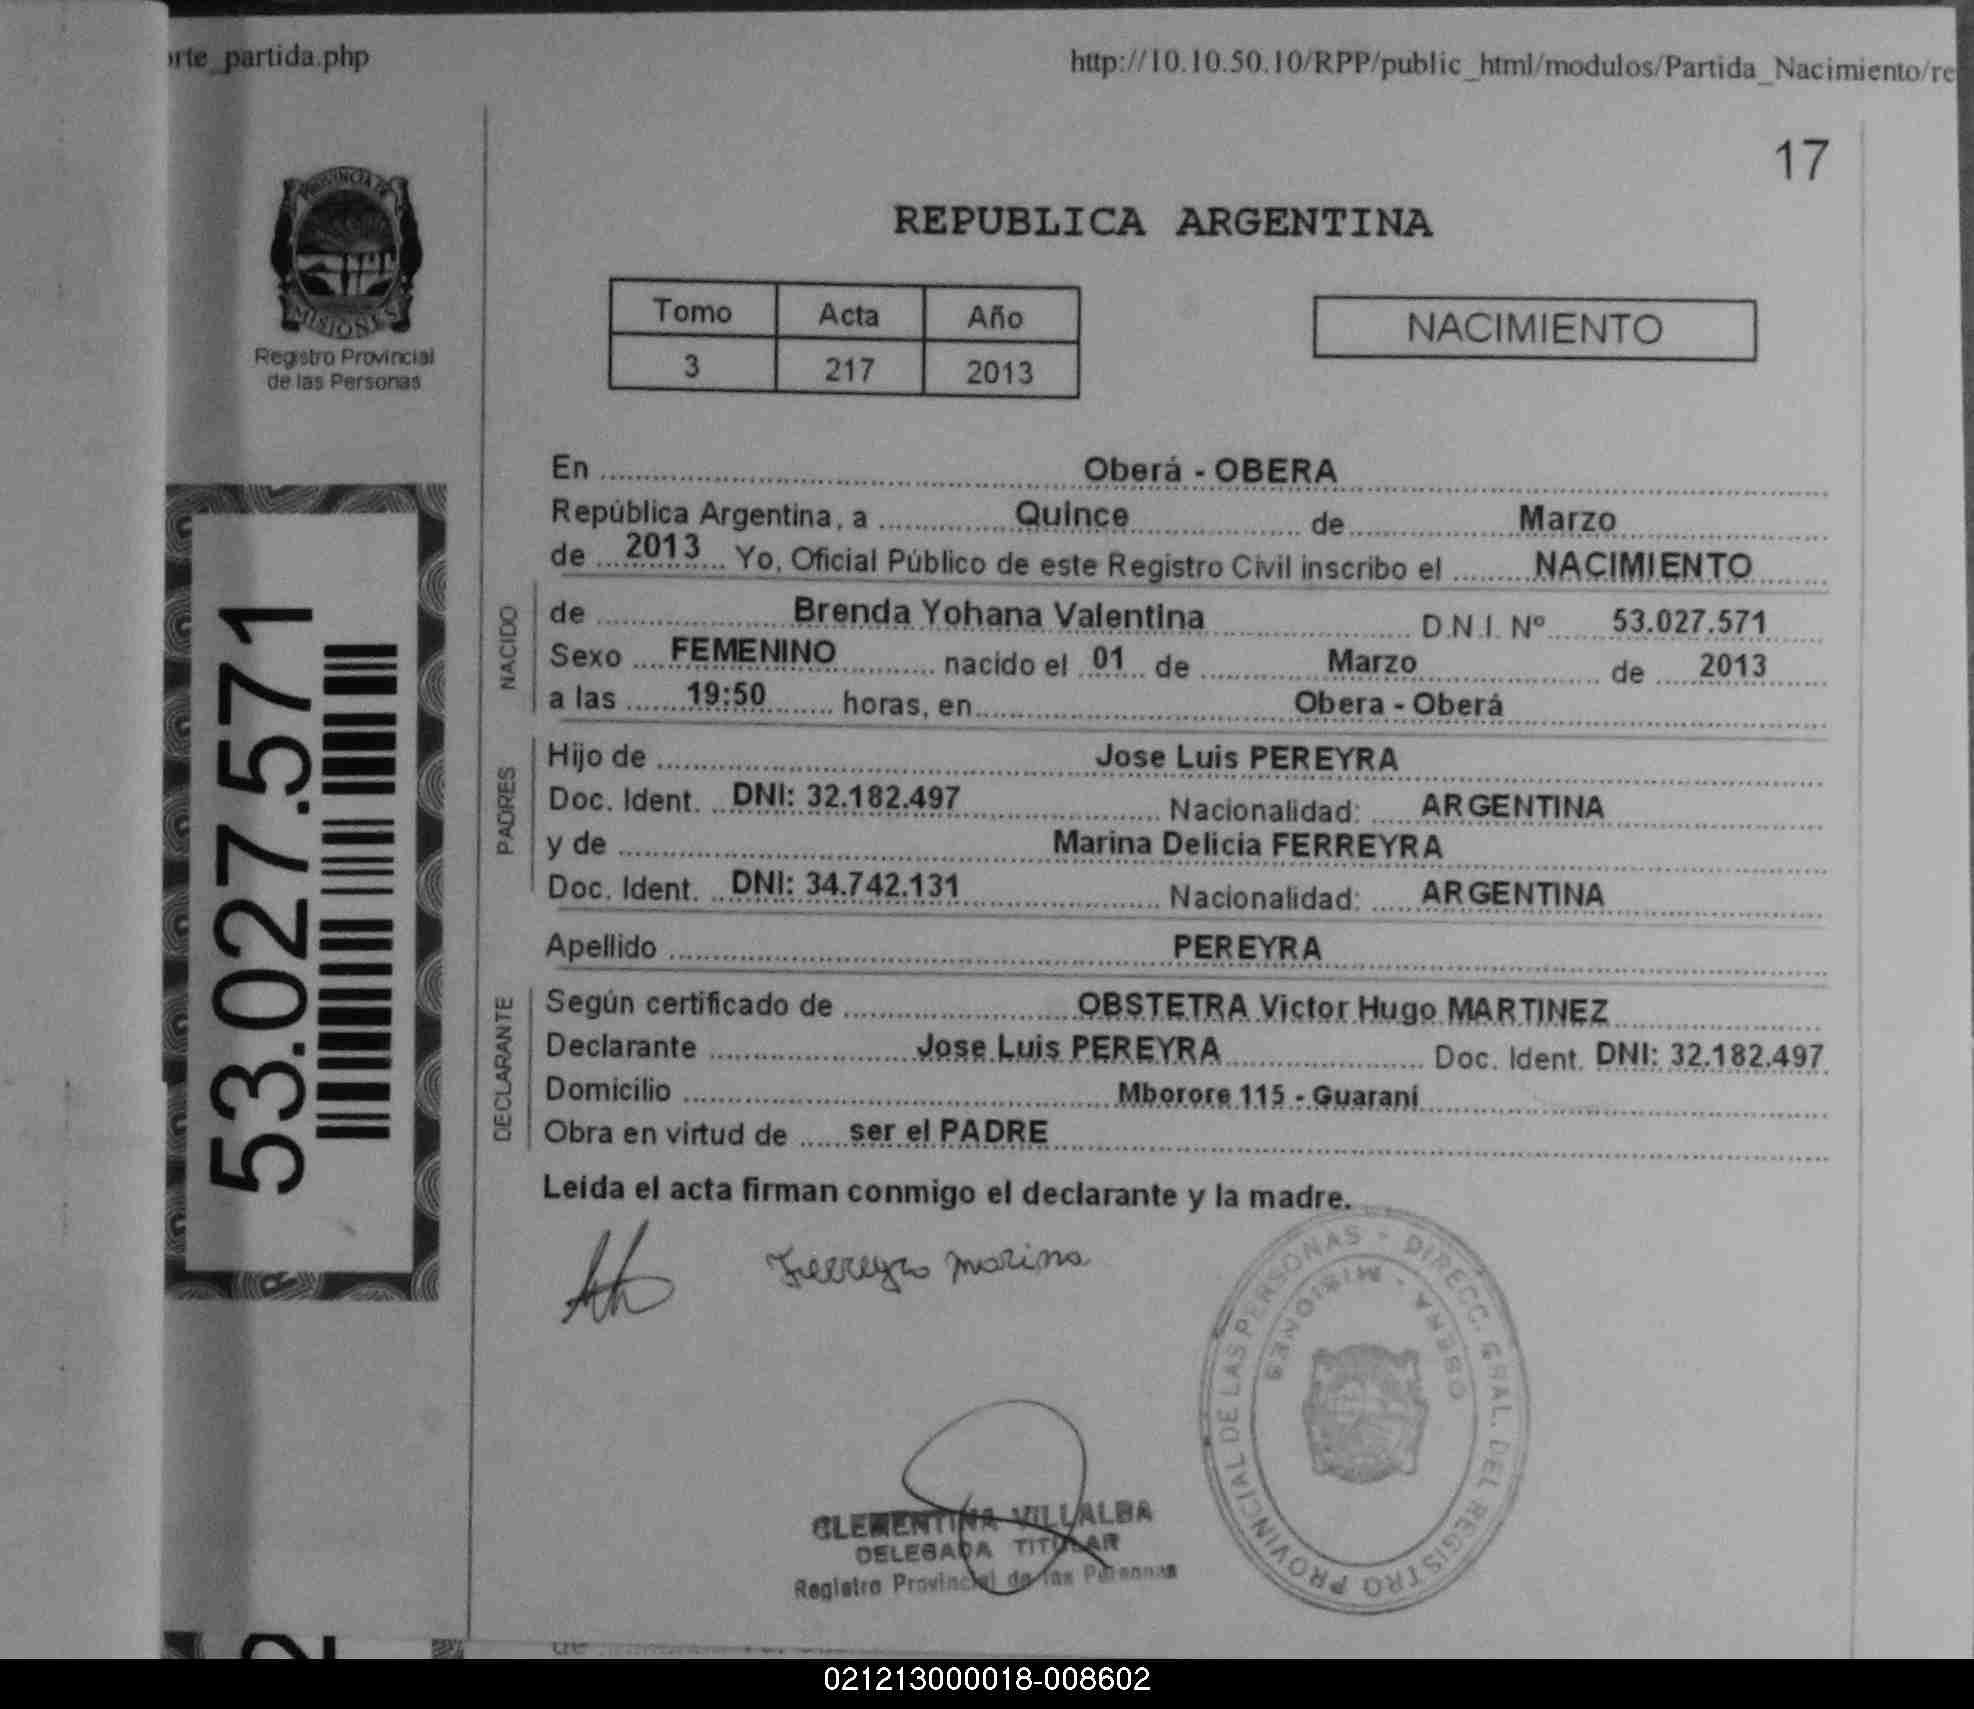 orte_partida.php
http://10.10.50.10/RPP/public_html/modulos/Partida_Nacimiento/re
17
PROVINCIA DE
MISIONES
Registro Provincial
de las Personas
REPUBLICA ARGENTINA
Tomo Acta Año
3 217 2013
NACIMIENTO
53.027.571
En Oberá - OBERA
República Argentina, a Quince de Marzo
de 2013 Yo, Oficial Público de este Registro Civil inscribo el NACIMIENTO
NACIDO
de Brenda Yohana Valentina D.N.I. Nº 53.027.571
Sexo FEMENINO nacido el 01 de Marzo de 2013
a las 19:50 horas, en Obera - Oberá
PADRES
Hijo de Jose Luis PEREYRA
Doc. Ident. DNI: 32.182.497 Nacionalidad: ARGENTINA
y de Marina Delicia FERREYRA
Doc. Ident. DNI: 34.742.131 Nacionalidad: ARGENTINA
Apellido PEREYRA
DECLARANTE
Según certificado de OBSTETRA Victor Hugo MARTINEZ
Declarante Jose Luis PEREYRA Doc. Ident. DNI: 32.182.497
Domicilio Mborore 115 - Guaraní
Obra en virtud de ser el PADRE
Leída el acta firman conmigo el declarante y la madre.
Ferreyra Marina
DIRECC. GRAL. DEL REGISTRO PROVINCIAL DE LAS PERSONAS -
OBERA - MISIONES
CLEMENTINA VILLALBA
DELEGADA TITULAR
Registro Provincial de las Personas
021213000018-008602